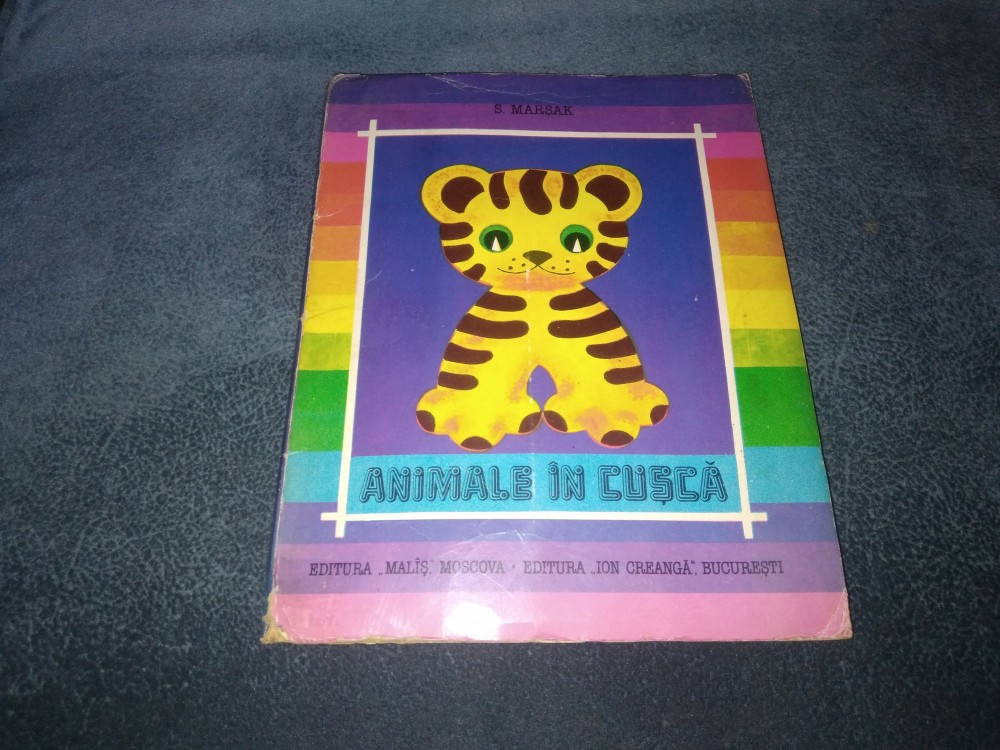 S. MARȘAK
ANIMALE ÎN CUȘCĂ
EDITURA „MALÎȘ”, MOSCOVA · EDITURA „ION CREANGĂ”, BUCUREȘTI